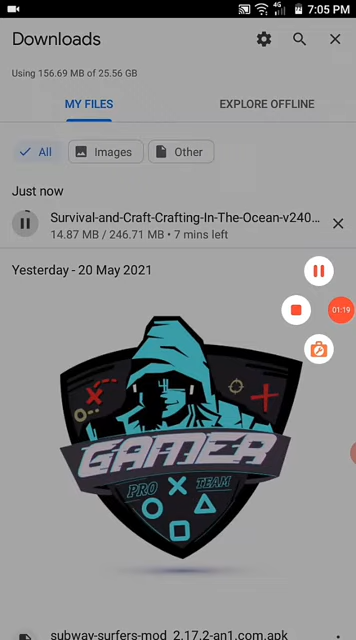 4G
7:05 PM
Downloads
Using 156.69 MB of 25.56 GB
MY FILES
EXPLORE OFFLINE
All
Images
Other
Just now
Survival-and-Craft-Crafting-In-The-Ocean-v240...
14.87 MB / 246.71 MB • 7 mins left
Yesterday - 20 May 2021
01:19
GAMER
PRO TEAM
subway-surfers-mod_2.17.2-an1.com.apk